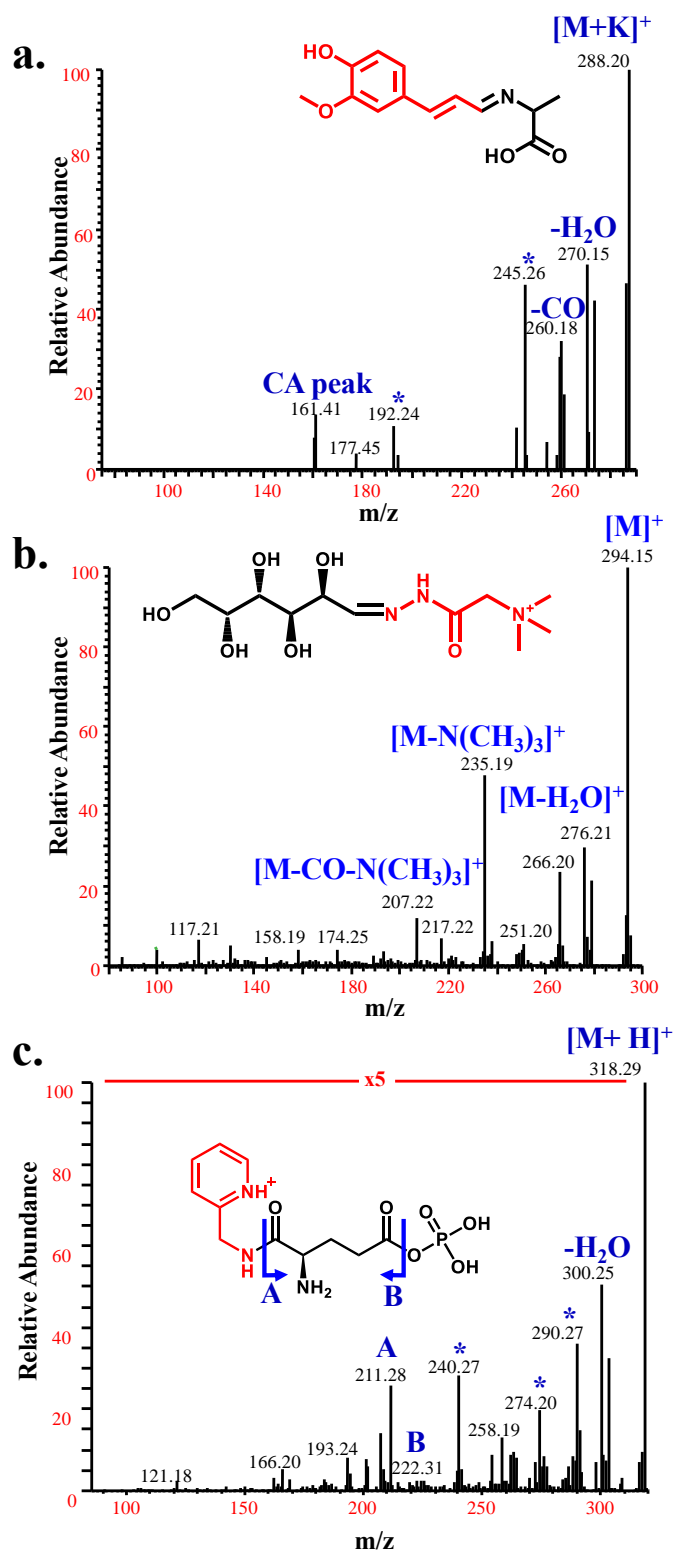 a.
[M+K]+
288.20
100
HO
O
N
HO
O
80
-H2O
270.15
*
245.26
60
-CO
260.18
40
CA peak
161.41
*
192.24
20
177.45
0
Relative Abundance
100 140 180 220 260
m/z
b.
[M]+
294.15
100
OH OH
HO
OH OH
N
H
N
O
N+
80
[M-N(CH3)3]+
235.19
60
[M-H2O]+
276.21
40
266.20
[M-CO-N(CH3)3]+
207.22
20
117.21
158.19
174.25
217.22
251.20
0
Relative Abundance
100 140 180 220 260 300
m/z
c.
[M+ H]+
318.29
x5
100
NH+
N
H
O
O
O
O
P
OH
OH
NH2
A
B
80
60
-H2O
300.25
*
290.27
40
A
211.28
*
240.27
*
274.20
20
B
222.31
258.19
193.24
166.20
121.18
0
Relative Abundance
100 150 200 250 300
m/z